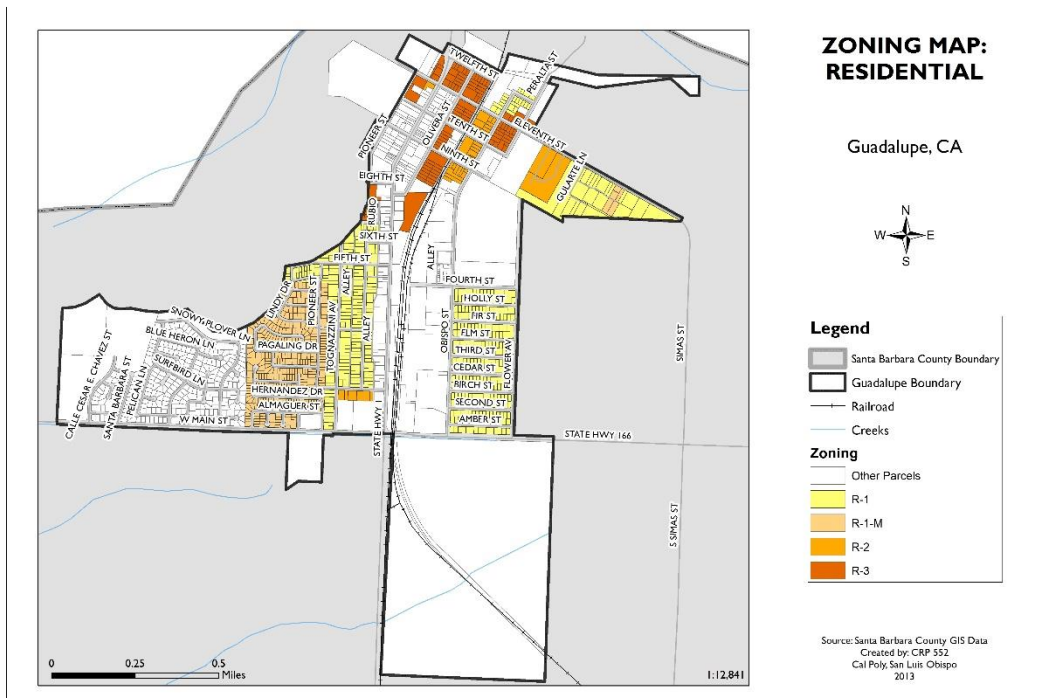 ZONING MAP:
RESIDENTIAL
Guadalupe, CA
N
W
E
S
TWELFTH ST
PERALTA ST
OLIVERA ST
PIONEER ST
TENTH ST
ELEVENTH ST
NINTH ST
GULARTE LN
EIGHTH ST
RUBIO
SIXTH ST
FIFTH ST
ALLEY
ALLEY
ALLEY
FOURTH ST
LINDY DR
PIONEER ST
HOLLY ST
FIR ST
ELM ST
THIRD ST
CEDAR ST
BIRCH ST
SECOND ST
AMBER ST
OBISPO ST
FLOWER AV
SIMAS ST
SNOWY PLOVER LN
BLUE HERON LN
SURFBIRD LN
PAGALING DR
TOGNAZZINI AV
HERNANDEZ DR
ALMAGUER ST
CALLE CESAR E CHAVEZ ST
SANTA BARBARA ST
PELICAN LN
W MAIN ST
STATE HWY
STATE HWY 166
S SIMAS ST
0
0.25
0.5
Miles
1:12,841
Legend
Santa Barbara County Boundary
Guadalupe Boundary
Railroad
Creeks
Zoning
Other Parcels
R-1
R-1-M
R-2
R-3
Source: Santa Barbara County GIS Data
Created by: CRP 552
Cal Poly, San Luis Obispo
2013